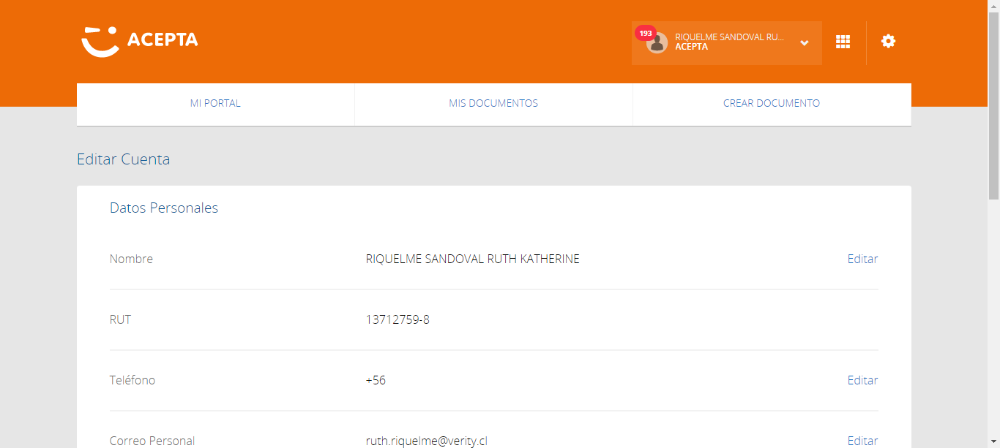 ACEPTA
193
RIQUELME SANDOVAL RU...
ACEPTA
MI PORTAL
MIS DOCUMENTOS
CREAR DOCUMENTO
Editar Cuenta
Datos Personales
Nombre
RIQUELME SANDOVAL RUTH KATHERINE
Editar
RUT
13712759-8
Teléfono
+56
Editar
Correo Personal
ruth.riquelme@verity.cl
Editar